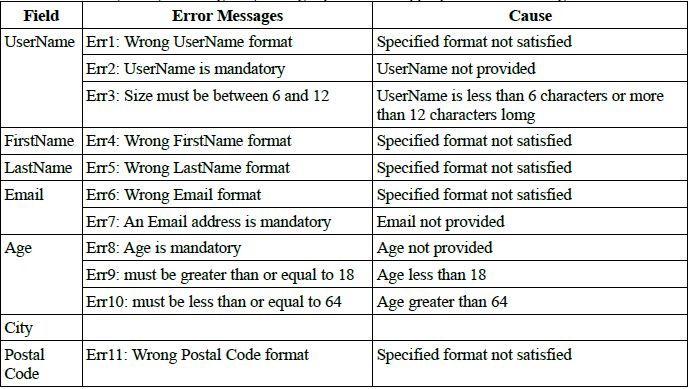 Field Error Messages Cause
UserName Err1: Wrong UserName format Specified format not satisfied
Err2: UserName is mandatory UserName not provided
Err3: Size must be between 6 and 12 UserName is less than 6 characters or more
than 12 characters lomg
FirstName Err4: Wrong FirstName format Specified format not satisfied
LastName Err5: Wrong LastName format Specified format not satisfied
Email Err6: Wrong Email format Specified format not satisfied
Err7: An Email address is mandatory Email not provided
Age Err8: Age is mandatory Age not provided
Err9: must be greater than or equal to 18 Age less than 18
Err10: must be less than or equal to 64 Age greater than 64
City
Postal Err11: Wrong Postal Code format Specified format not satisfied
Code